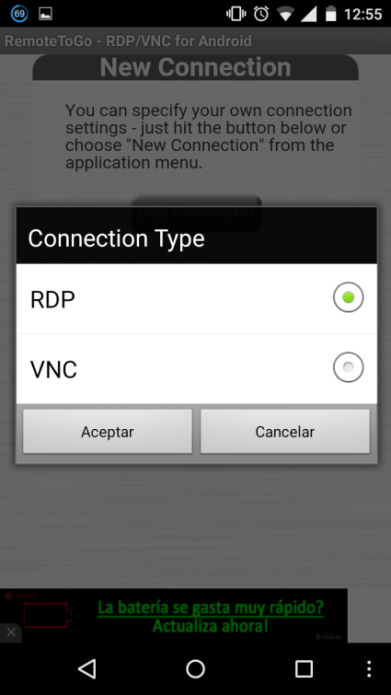 69
12:55
RemoteToGo - RDP/VNC for Android
New Connection
You can specify your own connection
settings - just hit the button below or
choose "New Connection" from the
application menu.
New Connection
Connection Type
RDP
VNC
Aceptar
Cancelar
La batería se gasta muy rápido?
Actualiza ahora!